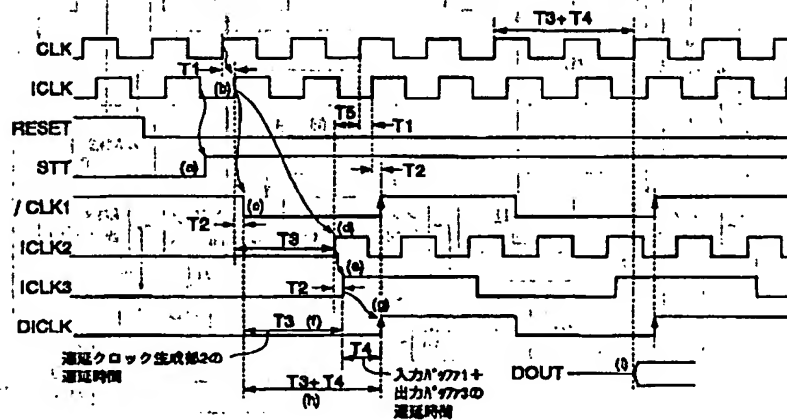 T3+T4
CLK
T1
ICLK
(b)
T5
T1
RESET
STT
(a)
T2
/CLK1
(c)
T2
T3
(d)
ICLK2
(e)
T2
ICLK3
(g)
DICLK
T3 (f)
T4
遅延クロック生成部2の
遅延時間
T3+T4
(h)
入力バッファ1+
出力バッファ3の
遅延時間
DOUT
(i)